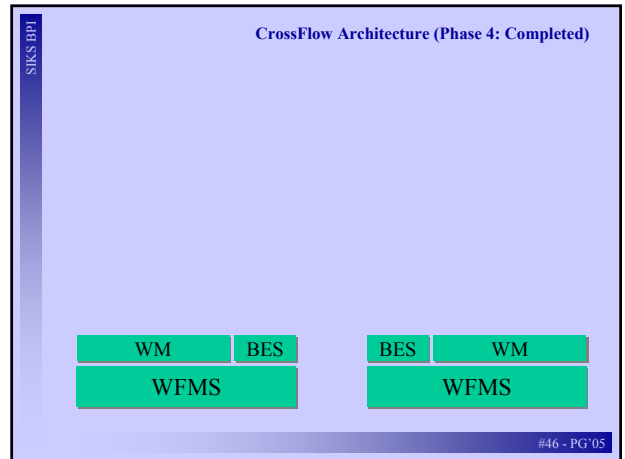 SIKS BPI
CrossFlow Architecture (Phase 4: Completed)
WM BES BES WM
WFMS WFMS
#46 - PG'05